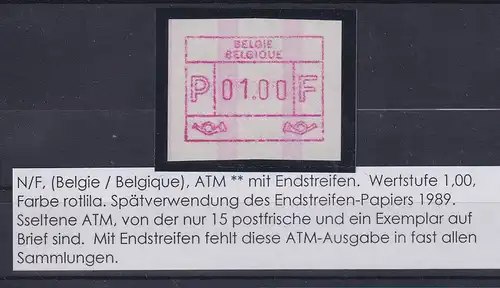 BELGIE
BELGIQUE
P 01.00 F
N/F, (Belgie / Belgique), ATM ** mit Endstreifen. Wertstufe 1,00,
Farbe rotlila. Spätverwendung des Endstreifen-Papiers 1989.
Sseltene ATM, von der nur 15 postfrische und ein Exemplar auf
Brief sind. Mit Endstreifen fehlt diese ATM-Ausgabe in fast allen
Sammlungen.